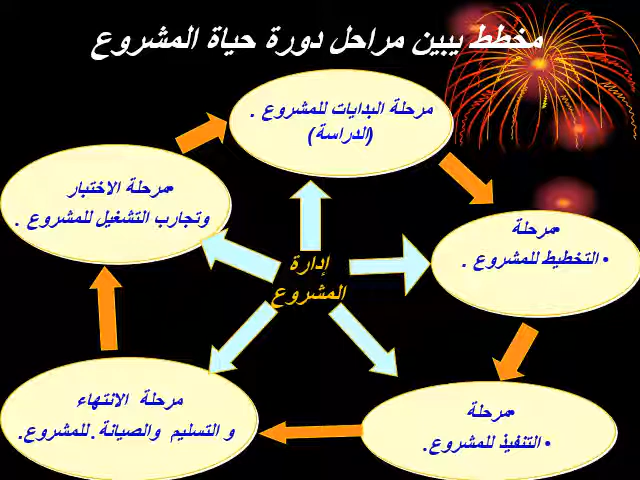 مخطط يبين مراحل دورة حياة المشروع
مرحلة البدايات للمشروع .
(الدراسة)
•مرحلة
• التخطيط للمشروع .
•مرحلة
• التنفيذ للمشروع.
مرحلة الانتهاء
و التسليم والصيانة . للمشروع.
•مرحلة الاختبار
وتجارب التشغيل للمشروع .
إدارة
المشروع